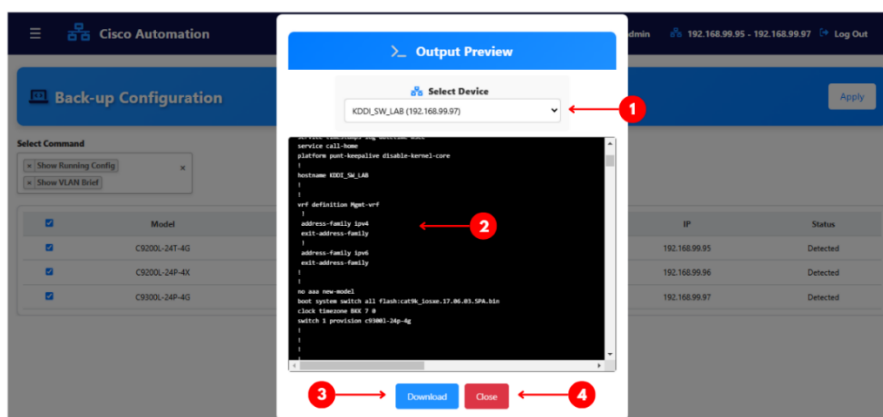 Cisco Automation
dmin 192.168.99.95 - 192.168.99.97 Log Out
>_ Output Preview
Back-up Configuration
Apply
Select Device
KDDI_SW_LAB (192.168.99.97)
1
Select Command
× Show Running Config ×
× Show VLAN Brief
service call-home
platform punt-keepalive disable-kernel-core
!
hostname KDDI_SW_LAB
!
!
vrf definition Mgmt-vrf
!
address-family ipv4
exit-address-family
!
address-family ipv6
exit-address-family
!
!
no aaa new-model
boot system switch all flash:cat9k_iosxe.17.06.03.SPA.bin
clock timezone BKK 7 0
switch 1 provision c9300l-24p-4g
!
!
!
!
2
Model IP Status
C9200L-24T-4G 192.168.99.95 Detected
C9200L-24P-4X 192.168.99.96 Detected
C9300L-24P-4G 192.168.99.97 Detected
3 Download Close 4